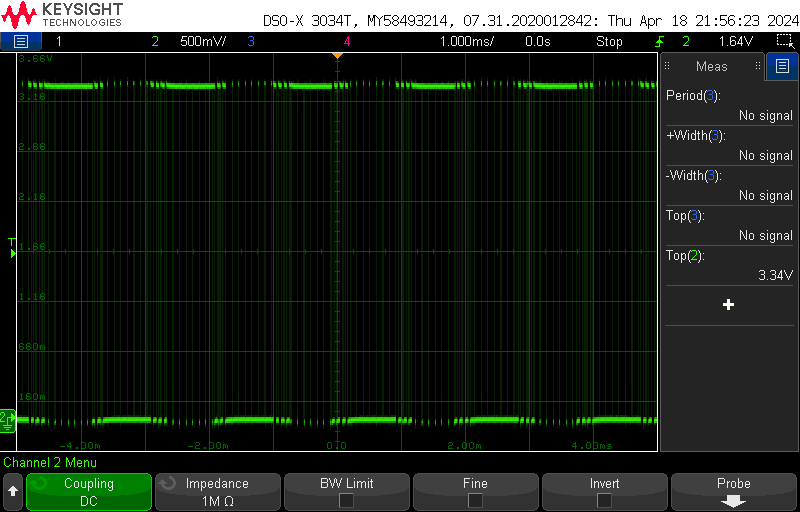 KEYSIGHT
TECHNOLOGIES
DSO-X 3034T, MY58493214, 07.31.2020012842: Thu Apr 18 21:56:23 2024
1 2 500mV/ 3 4 1.000ms/ 0.0s Stop 2 1.64V
3.66V
3.16
2.66
2.16
1.66
1.16
660m
160m
-4.00m -2.00m 0.0 2.00m 4.00ms
T
2
Meas
Period(3):
No signal
+Width(3):
No signal
-Width(3):
No signal
Top(3):
No signal
Top(2):
3.34V
Channel 2 Menu
Coupling
DC
Impedance
1M Ω
BW Limit
Fine
Invert
Probe